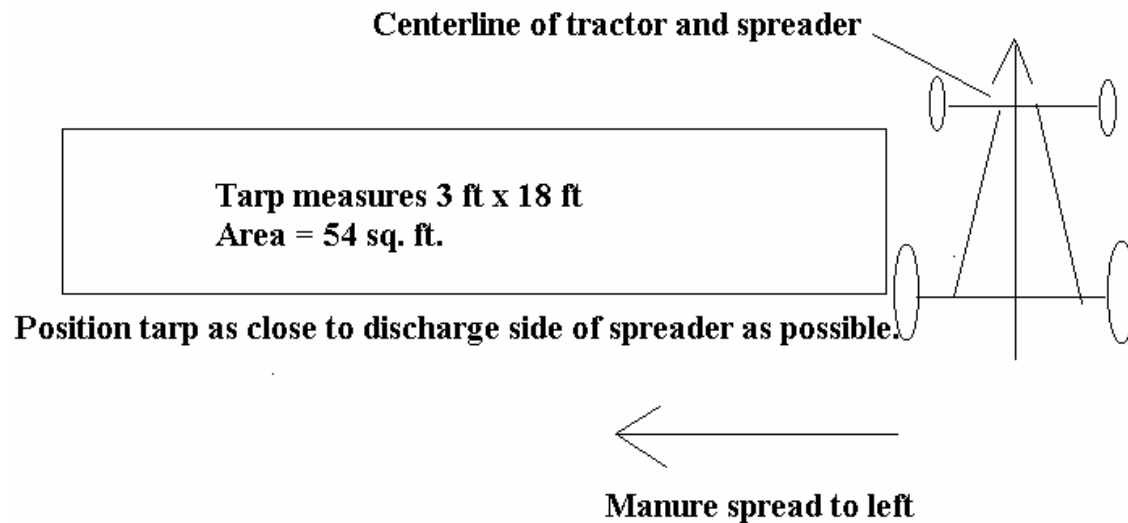 Centerline of tractor and spreader
Tarp measures 3 ft x 18 ft
Area = 54 sq. ft.
Position tarp as close to discharge side of spreader as possible.
Manure spread to left